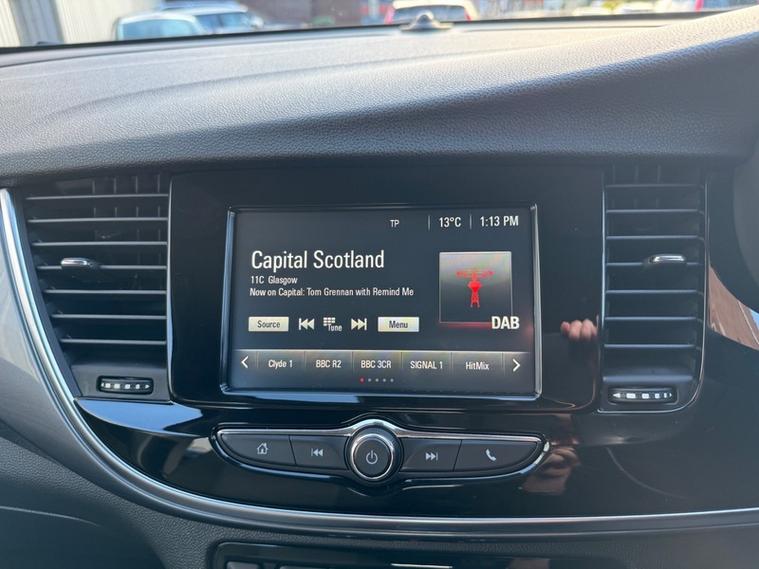 TP 13°C 1:13 PM
Capital Scotland
11C Glasgow
Now on Capital: Tom Grennan with Remind Me
DAB
Source Tune Menu
Clyde 1 BBC R2 BBC 3CR SIGNAL 1 HitMix